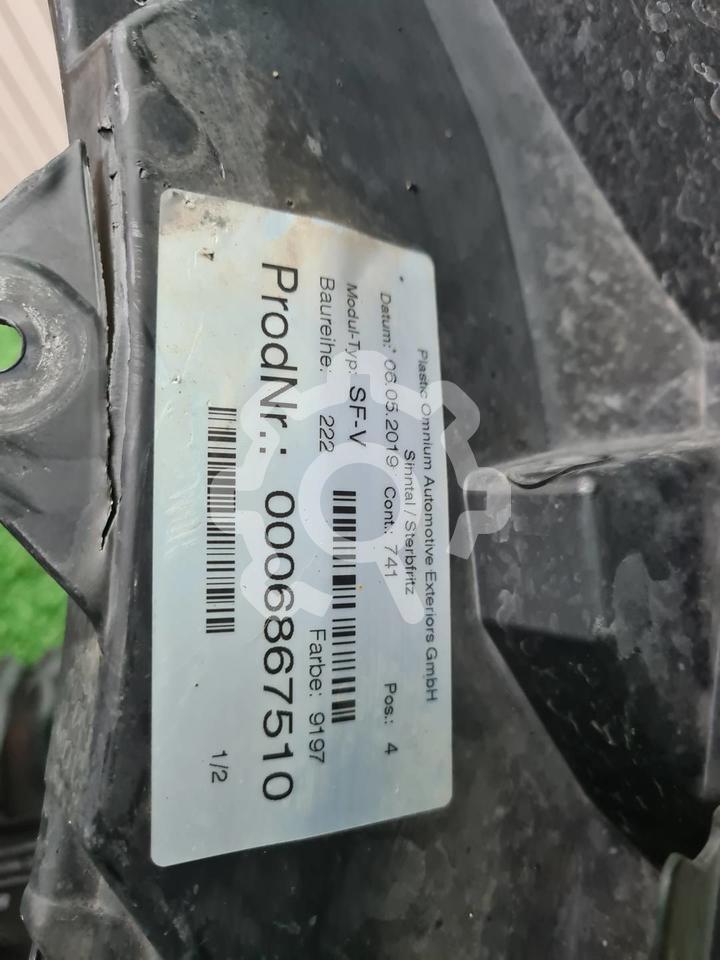 Plastic Omnium Automotive Exteriors GmbH
Sinntal / Sterbfritz
Datum: 06.05.2019 Cont.: 741 Pos.: 4
Modul-Typ: SF-V
Baureihe: 222 Farbe: 9197
ProdNr.: 0006867510
1/2